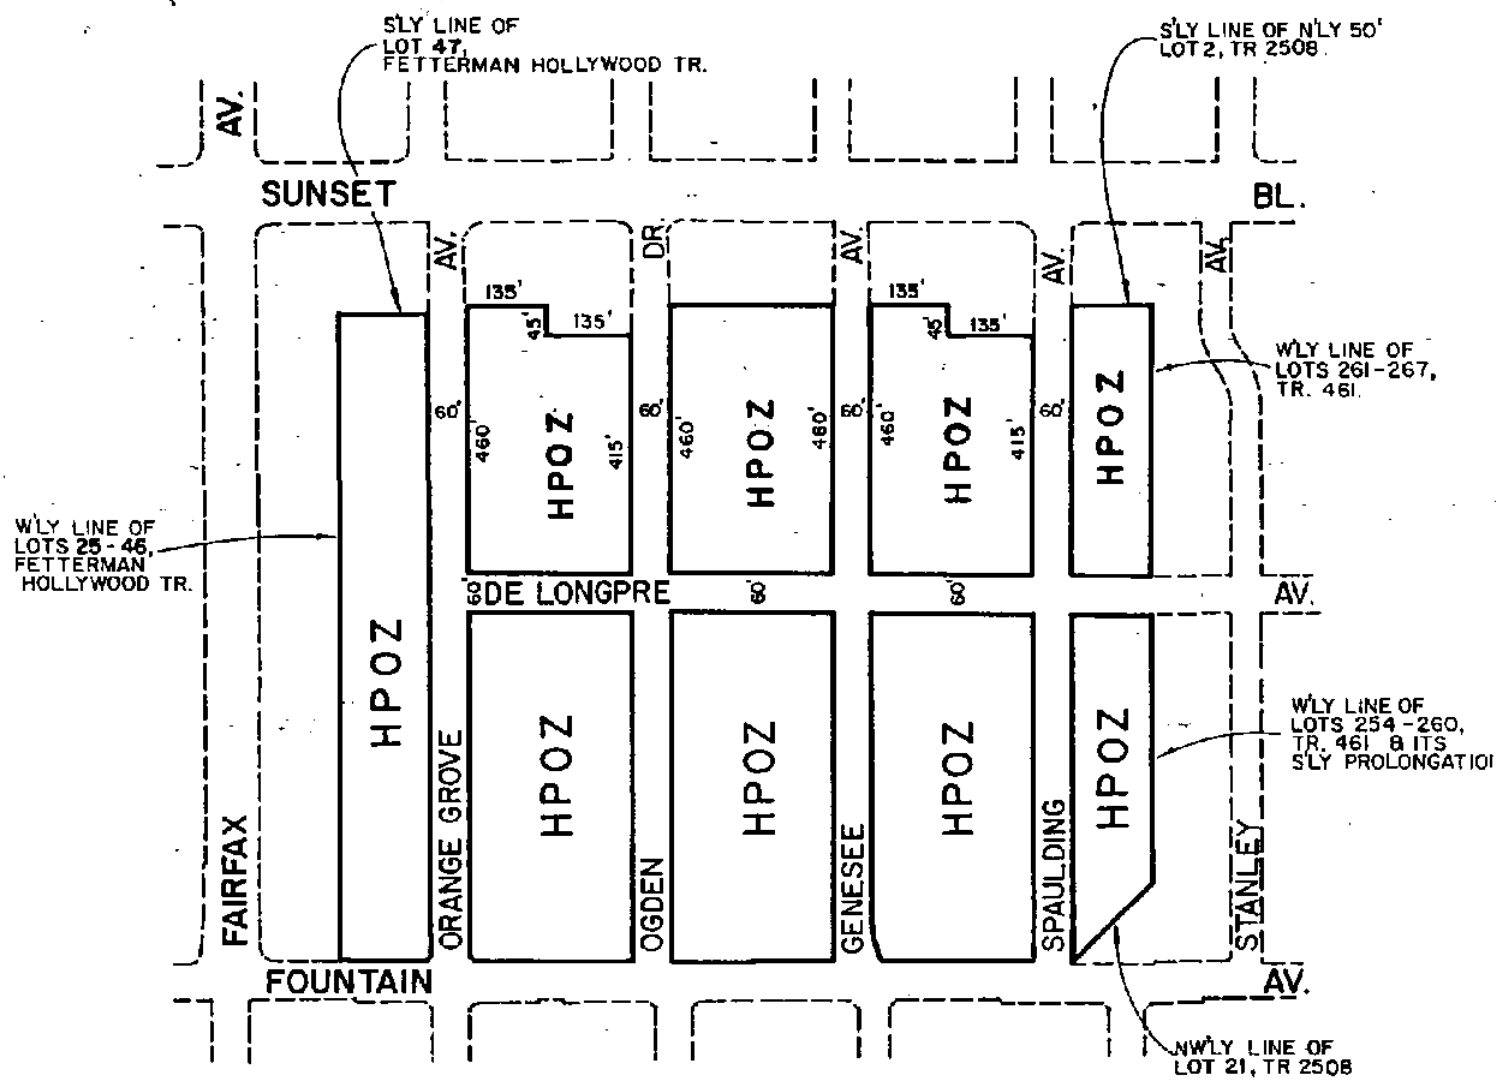 S'LY LINE OF
LOT 47,
FETTERMAN HOLLYWOOD TR.
S'LY LINE OF N'LY 50'
LOT 2, TR 2508
AV.
SUNSET
BL.
AV.
DR
AV.
AV.
AV.
135'
45'
135'
135'
45'
135'
W'LY LINE OF
LOTS 261-267,
TR. 461
60'
460'
HPOZ
415'
60'
460'
HPOZ
460'
60'
460'
HPOZ
415'
60'
HPOZ
W'LY LINE OF
LOTS 25-46,
FETTERMAN
HOLLYWOOD TR.
60'
DE LONGPRE
60'
60'
AV.
HPOZ
HPOZ
HPOZ
HPOZ
HPOZ
W'LY LINE OF
LOTS 254-260,
TR. 461 & ITS
S'LY PROLONGATIO
FAIRFAX
ORANGE GROVE
OGDEN
GENESEE
SPAULDING
STANLEY
FOUNTAIN
AV.
NW'LY LINE OF
LOT 21, TR 2508